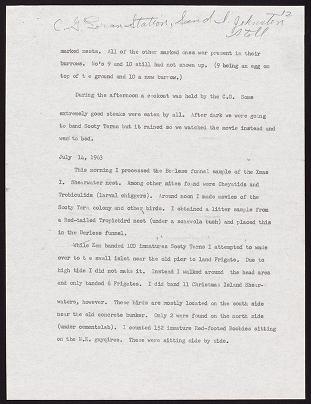 C. G. Loran Station, Sand I, Johnston Atoll
12
marked nests. All of the other marked ones were present in their
burrows. No's 9 and 10 still had not shown up. (9 being an egg on
top of t e ground and 10 a new burrow.)
During the afternoon a cookout was held by the C.O. Some
extremely good steaks were eaten by all. After dark we were going
to band Sooty Terns but it rained so we watched the movie instead and
went to bed.
July 14, 1963
This morning I processed the Berlese funnel sample of the Xmas
I. Shearwater nest. Among other mites found were Cheyatids and
Trobiculids (larval chiggers). Around noon I made movies of the
Sooty Tern colony and other birds. I obtained a litter sample from
a Red-tailed Tropicbird nest (under a scaevola bush) and placed this
in the Berlese funnel.
While Ken banded 100 immatures Sooty Terns I attempted to wade
over to t e small islet near the old pier to land Frigate. Due to
high tide I did not make it. Instead I walked around the head area
and only banded 6 Frigates. I did band 11 Christmas Island Shear-
waters, however. These birds are mostly located on the south side
near the old concrete bunker. Only 2 were found on the north side
(under cementslab). I counted 152 immature Red-footed Boobies sitting
on the N.E. guywires. These were sitting side by side.